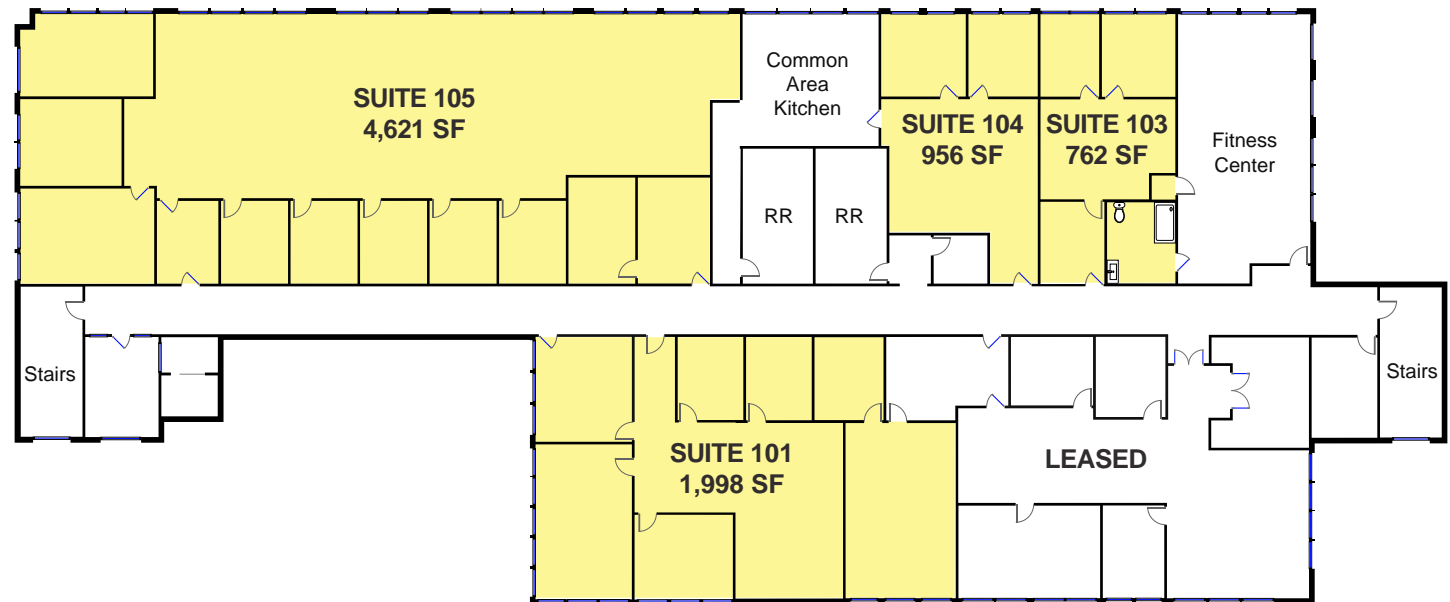 SUITE 105
4,621 SF
Common
Area
Kitchen
SUITE 104
956 SF
SUITE 103
762 SF
Fitness
Center
RR
RR
Stairs
Stairs
SUITE 101
1,998 SF
LEASED